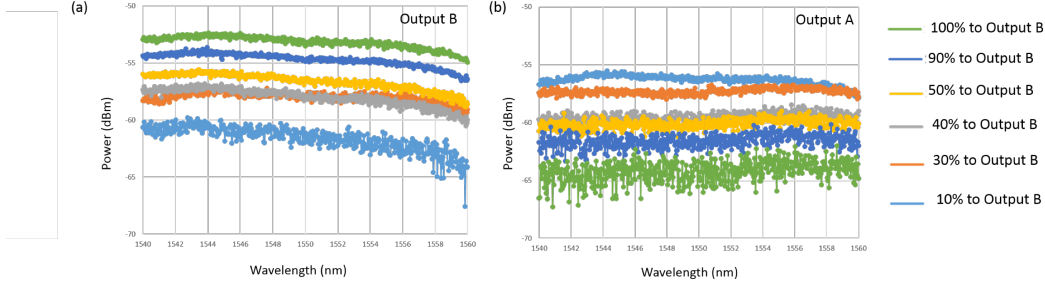 (a)
Output B
Power (dBm)
-50
-55
-60
-65
-70
1540
1542
1544
1546
1548
1550
1552
1554
1556
1558
1560
Wavelength (nm)
(b)
Output A
Power (dBm)
-50
-55
-60
-65
-70
1540
1542
1544
1546
1548
1550
1552
1554
1556
1558
1560
Wavelength (nm)
100% to Output B
90% to Output B
50% to Output B
40% to Output B
30% to Output B
10% to Output B